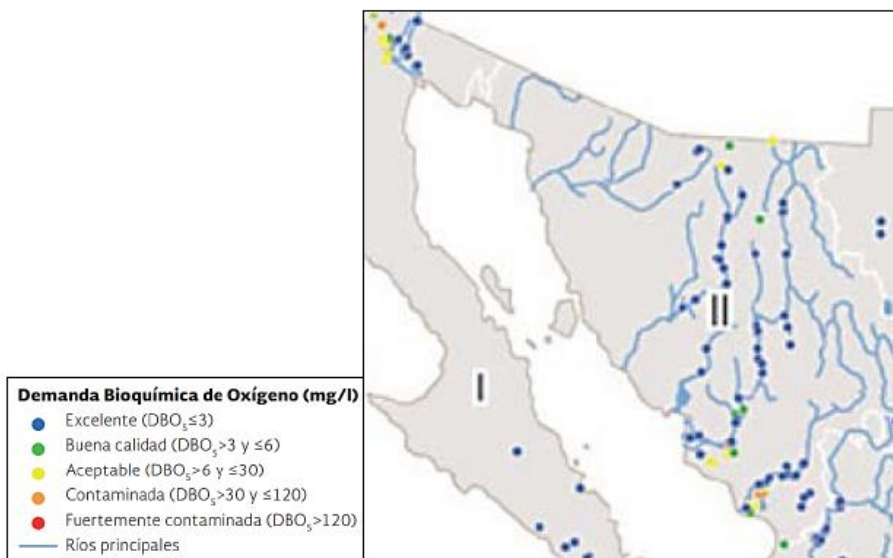 II
I
Demanda Bioquímica de Oxígeno (mg/l)
Excelente (DBO₅≤3)
Buena calidad (DBO₅>3 y ≤6)
Aceptable (DBO₅>6 y ≤30)
Contaminada (DBO₅>30 y ≤120)
Fuertemente contaminada (DBO₅>120)
Ríos principales